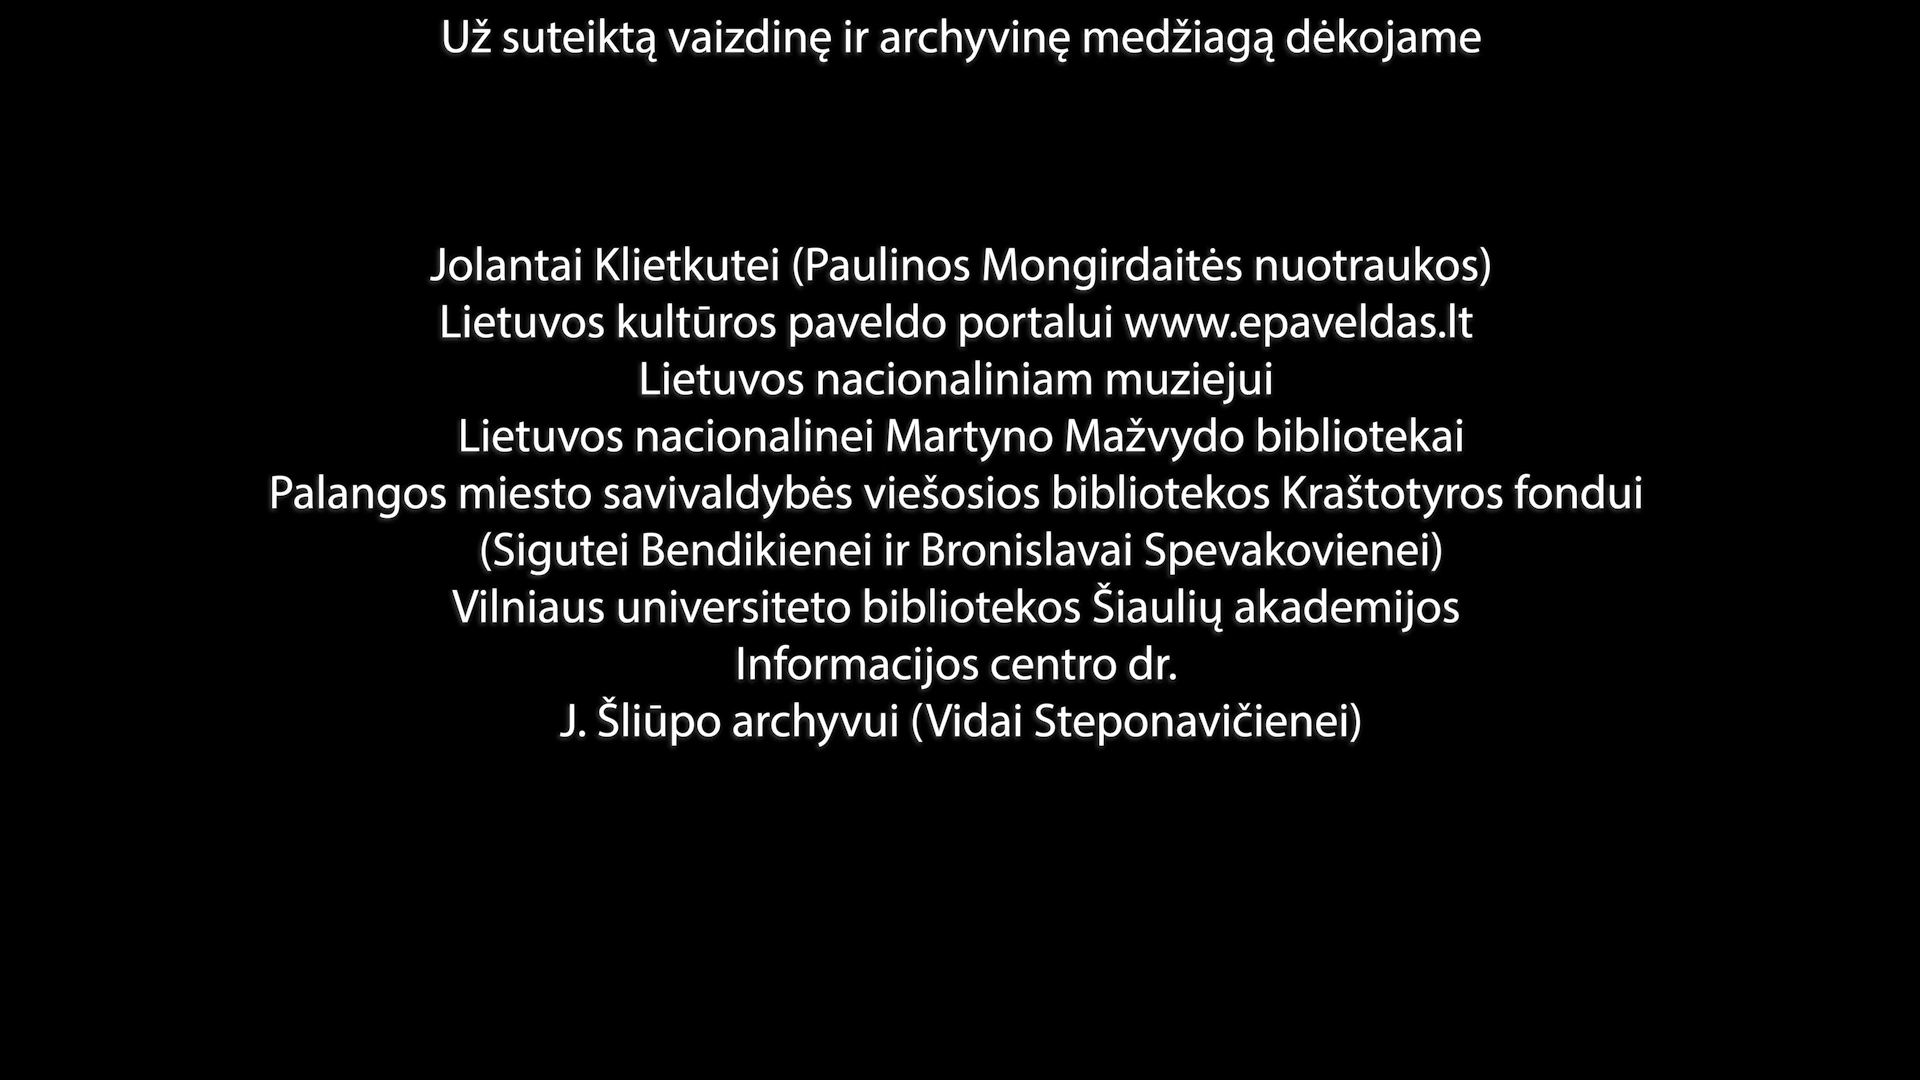 Už suteiktą vaizdinę ir archyvinę medžiagą dėkojame
Jolantai Klietkutei (Paulinos Mongirdaitės nuotraukos)
Lietuvos kultūros paveldo portalui www.epaveldas.lt
Lietuvos nacionaliniam muziejui
Lietuvos nacionalinei Martyno Mažvydo bibliotekai
Palangos miesto savivaldybės viešosios bibliotekos Kraštotyros fondui
(Sigutei Bendikienei ir Bronislavai Spevakovienei)
Vilniaus universiteto bibliotekos Šiaulių akademijos
Informacijos centro dr.
J. Šliūpo archyvui (Vidai Steponavičienei)